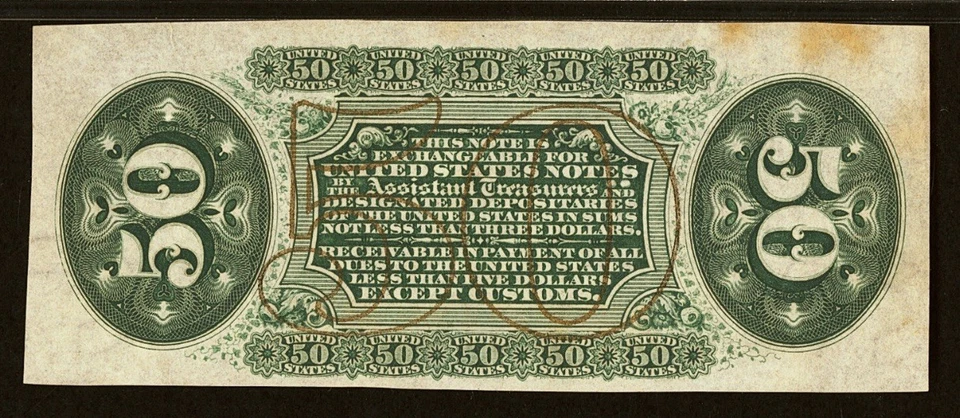 UNITED UNITED UNITED UNITED UNITED
50 50 50 50 50
STATES STATES STATES STATES STATES
50
THIS NOTE IS
EXCHANGEABLE FOR
UNITED STATES NOTES
BY Assistant Treasurers AND
DESIGNATED DEPOSITARIES
OF THE UNITED STATES IN SUMS
NOT LESS THAN THREE DOLLARS.
RECEIVABLE IN PAYMENT OF ALL
DUES TO THE UNITED STATES
LESS THAN FIVE DOLLARS
EXCEPT CUSTOMS.
50
50
UNITED UNITED UNITED UNITED UNITED
50 50 50 50 50
STATES STATES STATES STATES STATES